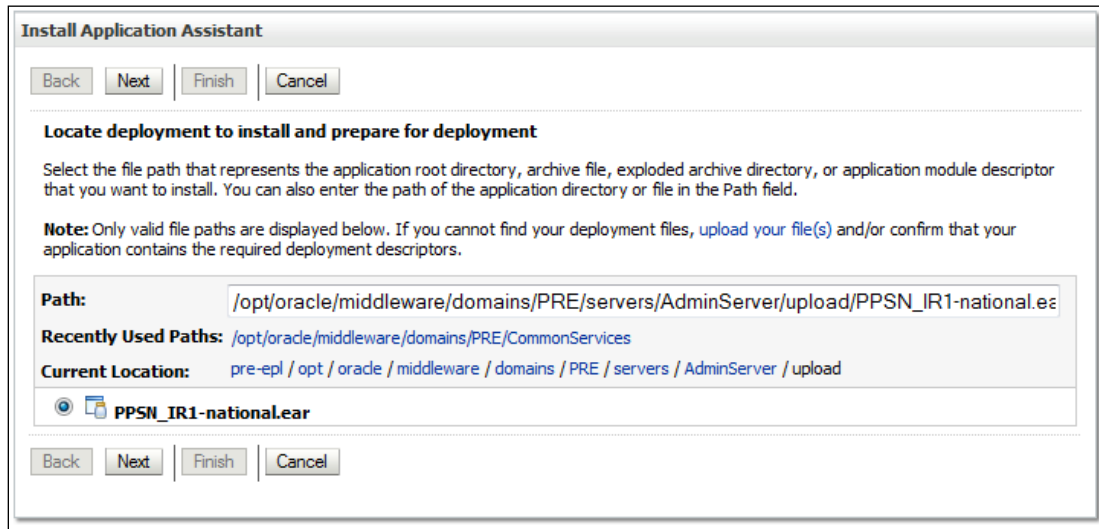 Install Application Assistant
Back Next Finish Cancel
Locate deployment to install and prepare for deployment
Select the file path that represents the application root directory, archive file, exploded archive directory, or application module descriptor
that you want to install. You can also enter the path of the application directory or file in the Path field.
Note: Only valid file paths are displayed below. If you cannot find your deployment files, upload your file(s) and/or confirm that your
application contains the required deployment descriptors.
Path: /opt/oracle/middleware/domains/PRE/servers/AdminServer/upload/PPSN_IR1-national.ea
Recently Used Paths: /opt/oracle/middleware/domains/PRE/CommonServices
Current Location: pre-epl / opt / oracle / middleware / domains / PRE / servers / AdminServer / upload
PPSN_IR1-national.ear
Back Next Finish Cancel